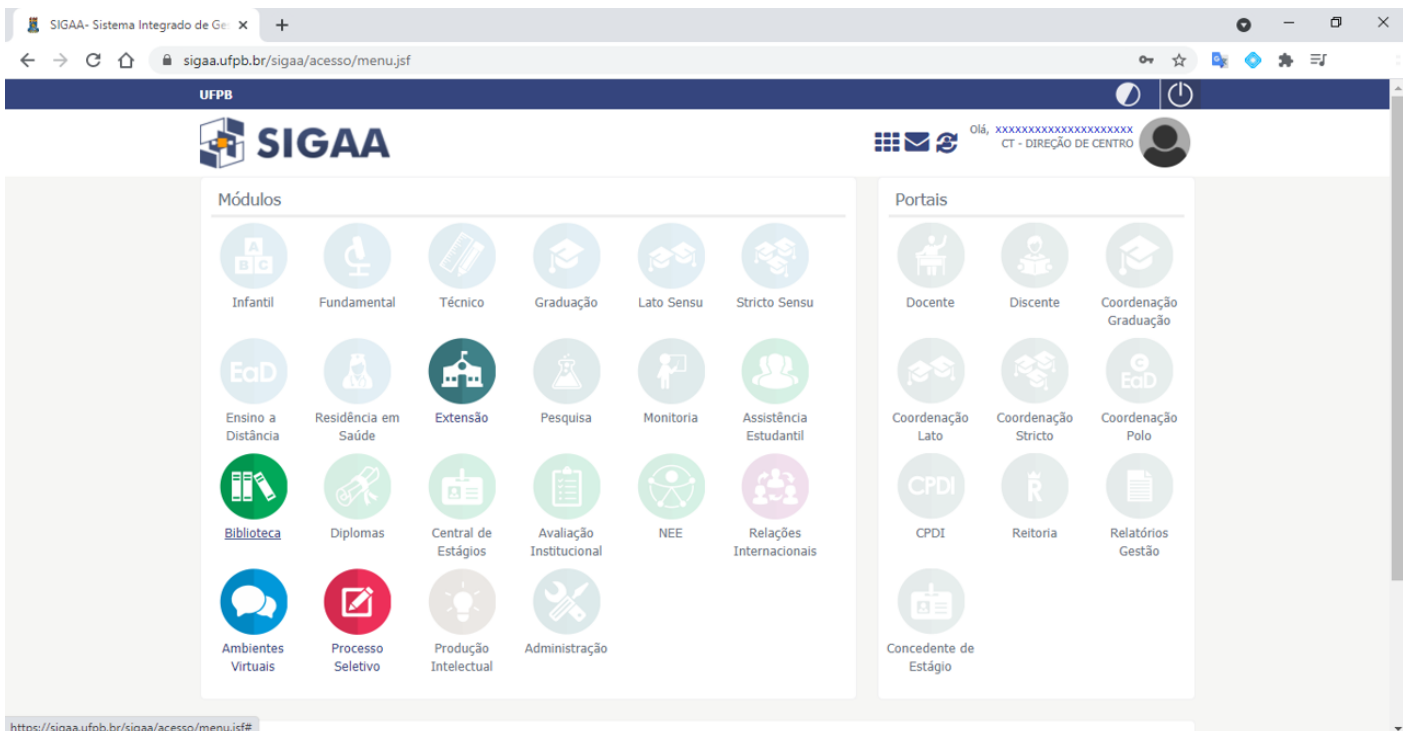 SIGAA- Sistema Integrado de Ge
sigaa.ufpb.br/sigaa/acesso/menu.jsf
UFPB
SIGAA
Olá, xxxxxxxxxxxxxxxxxxxxxxx
CT - DIREÇÃO DE CENTRO
Módulos
A
B C
Infantil
Fundamental
Técnico
Graduação
Lato Sensu
Stricto Sensu
EaD
Ensino a
Distância
Residência em
Saúde
Extensão
Pesquisa
Monitoria
Assistência
Estudantil
Biblioteca
Diplomas
Central de
Estágios
Avaliação
Institucional
NEE
Relações
Internacionais
Ambientes
Virtuais
Processo
Seletivo
Produção
Intelectual
Administração
Portais
Docente
Discente
Coordenação
Graduação
Coordenação
Lato
Coordenação
Stricto
C
EaD
Coordenação
Polo
CPDI
CPDI
R
Reitoria
Relatórios
Gestão
Concedente de
Estágio
https://sigaa.ufpb.br/sigaa/acesso/menu.jsf#